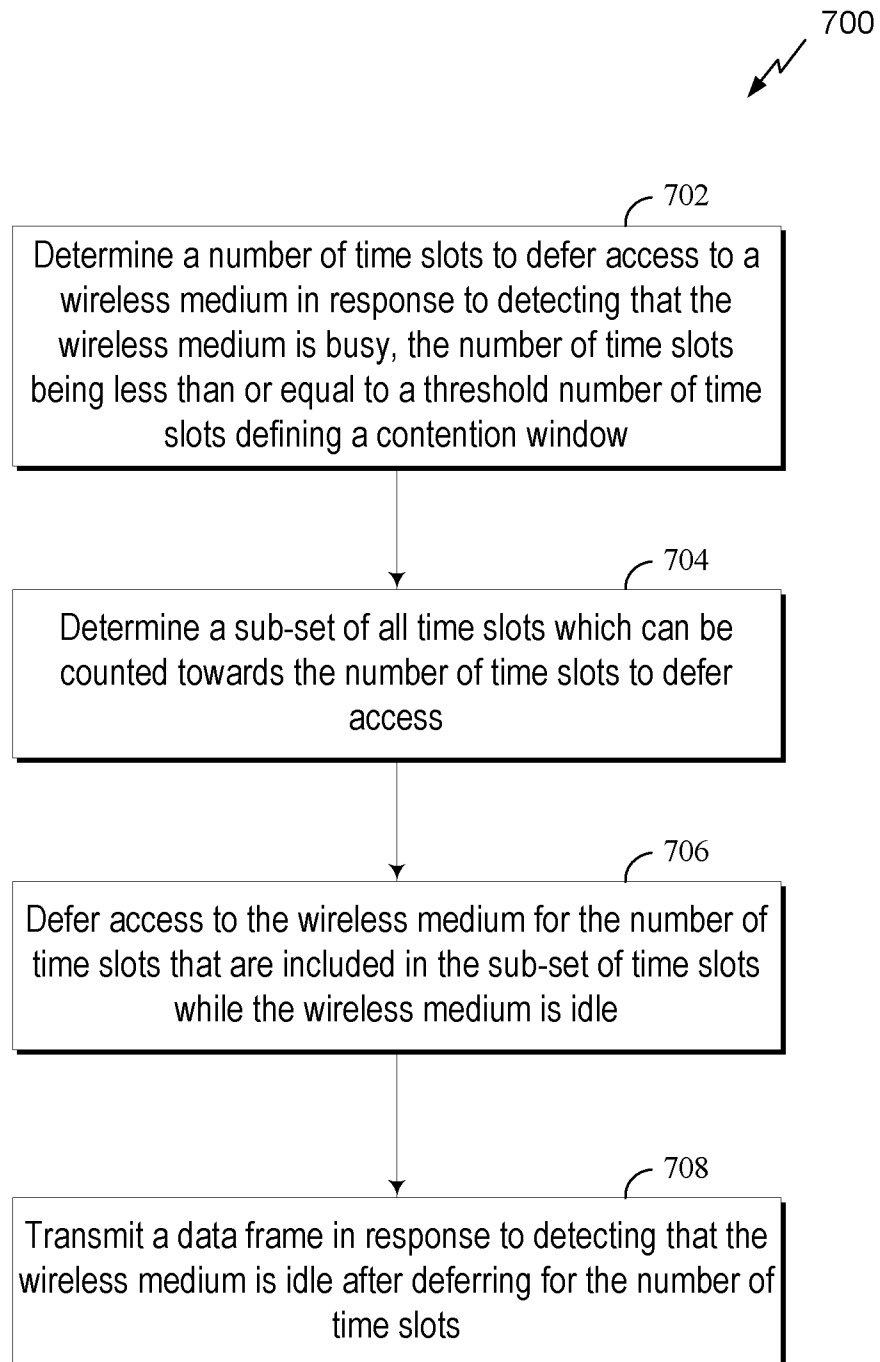 700
702
Determine a number of time slots to defer access to a
wireless medium in response to detecting that the
wireless medium is busy, the number of time slots
being less than or equal to a threshold number of time
slots defining a contention window
704
Determine a sub-set of all time slots which can be
counted towards the number of time slots to defer
access
706
Defer access to the wireless medium for the number of
time slots that are included in the sub-set of time slots
while the wireless medium is idle
708
Transmit a data frame in response to detecting that the
wireless medium is idle after deferring for the number of
time slots